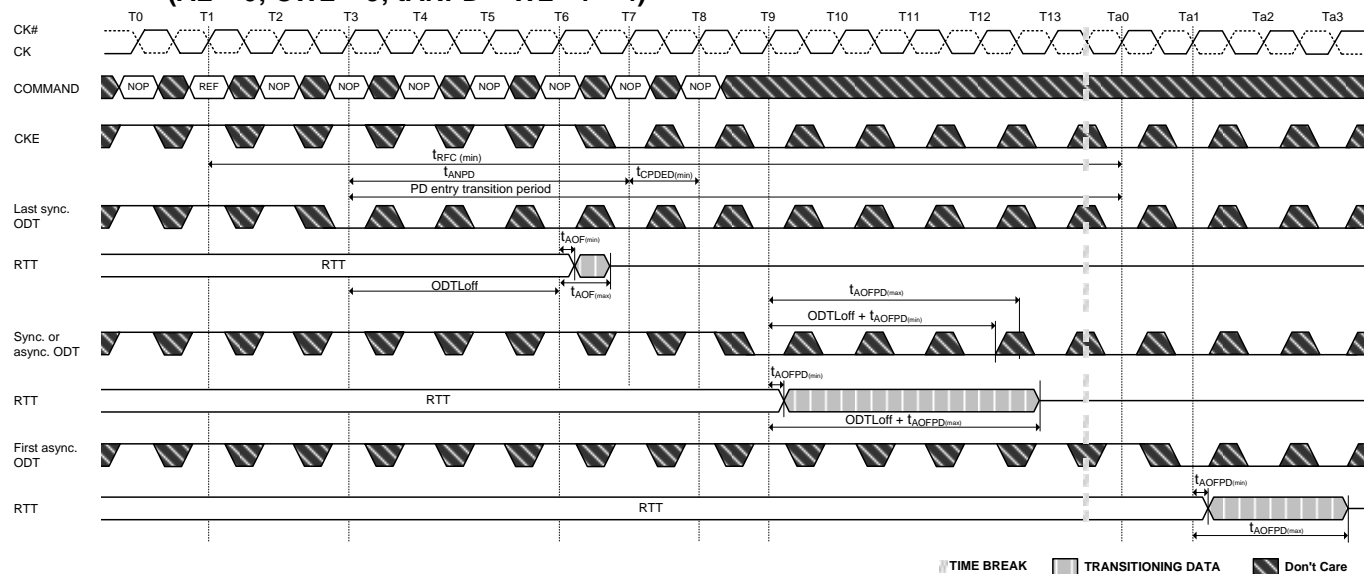 T0 T1 T2 T3 T4 T5 T6 T7 T8 T9 T10 T11 T12 T13 Ta0 Ta1 Ta2 Ta3
CK#
CK
COMMAND NOP REF NOP NOP NOP NOP NOP NOP NOP
CKE
tRFC (min)
tANPD tCPDED(min)
PD entry transition period
Last sync.
ODT
tAOF(min)
RTT RTT
ODTLoff tAOF(max)
tAOFPD(max)
ODTLoff + tAOFPD(min)
Sync. or
async. ODT
tAOFPD(min)
RTT RTT
ODTLoff + tAOFPD(max)
First async.
ODT
tAOFPD(min)
RTT RTT
tAOFPD(max)
TIME BREAK TRANSITIONING DATA Don't Care